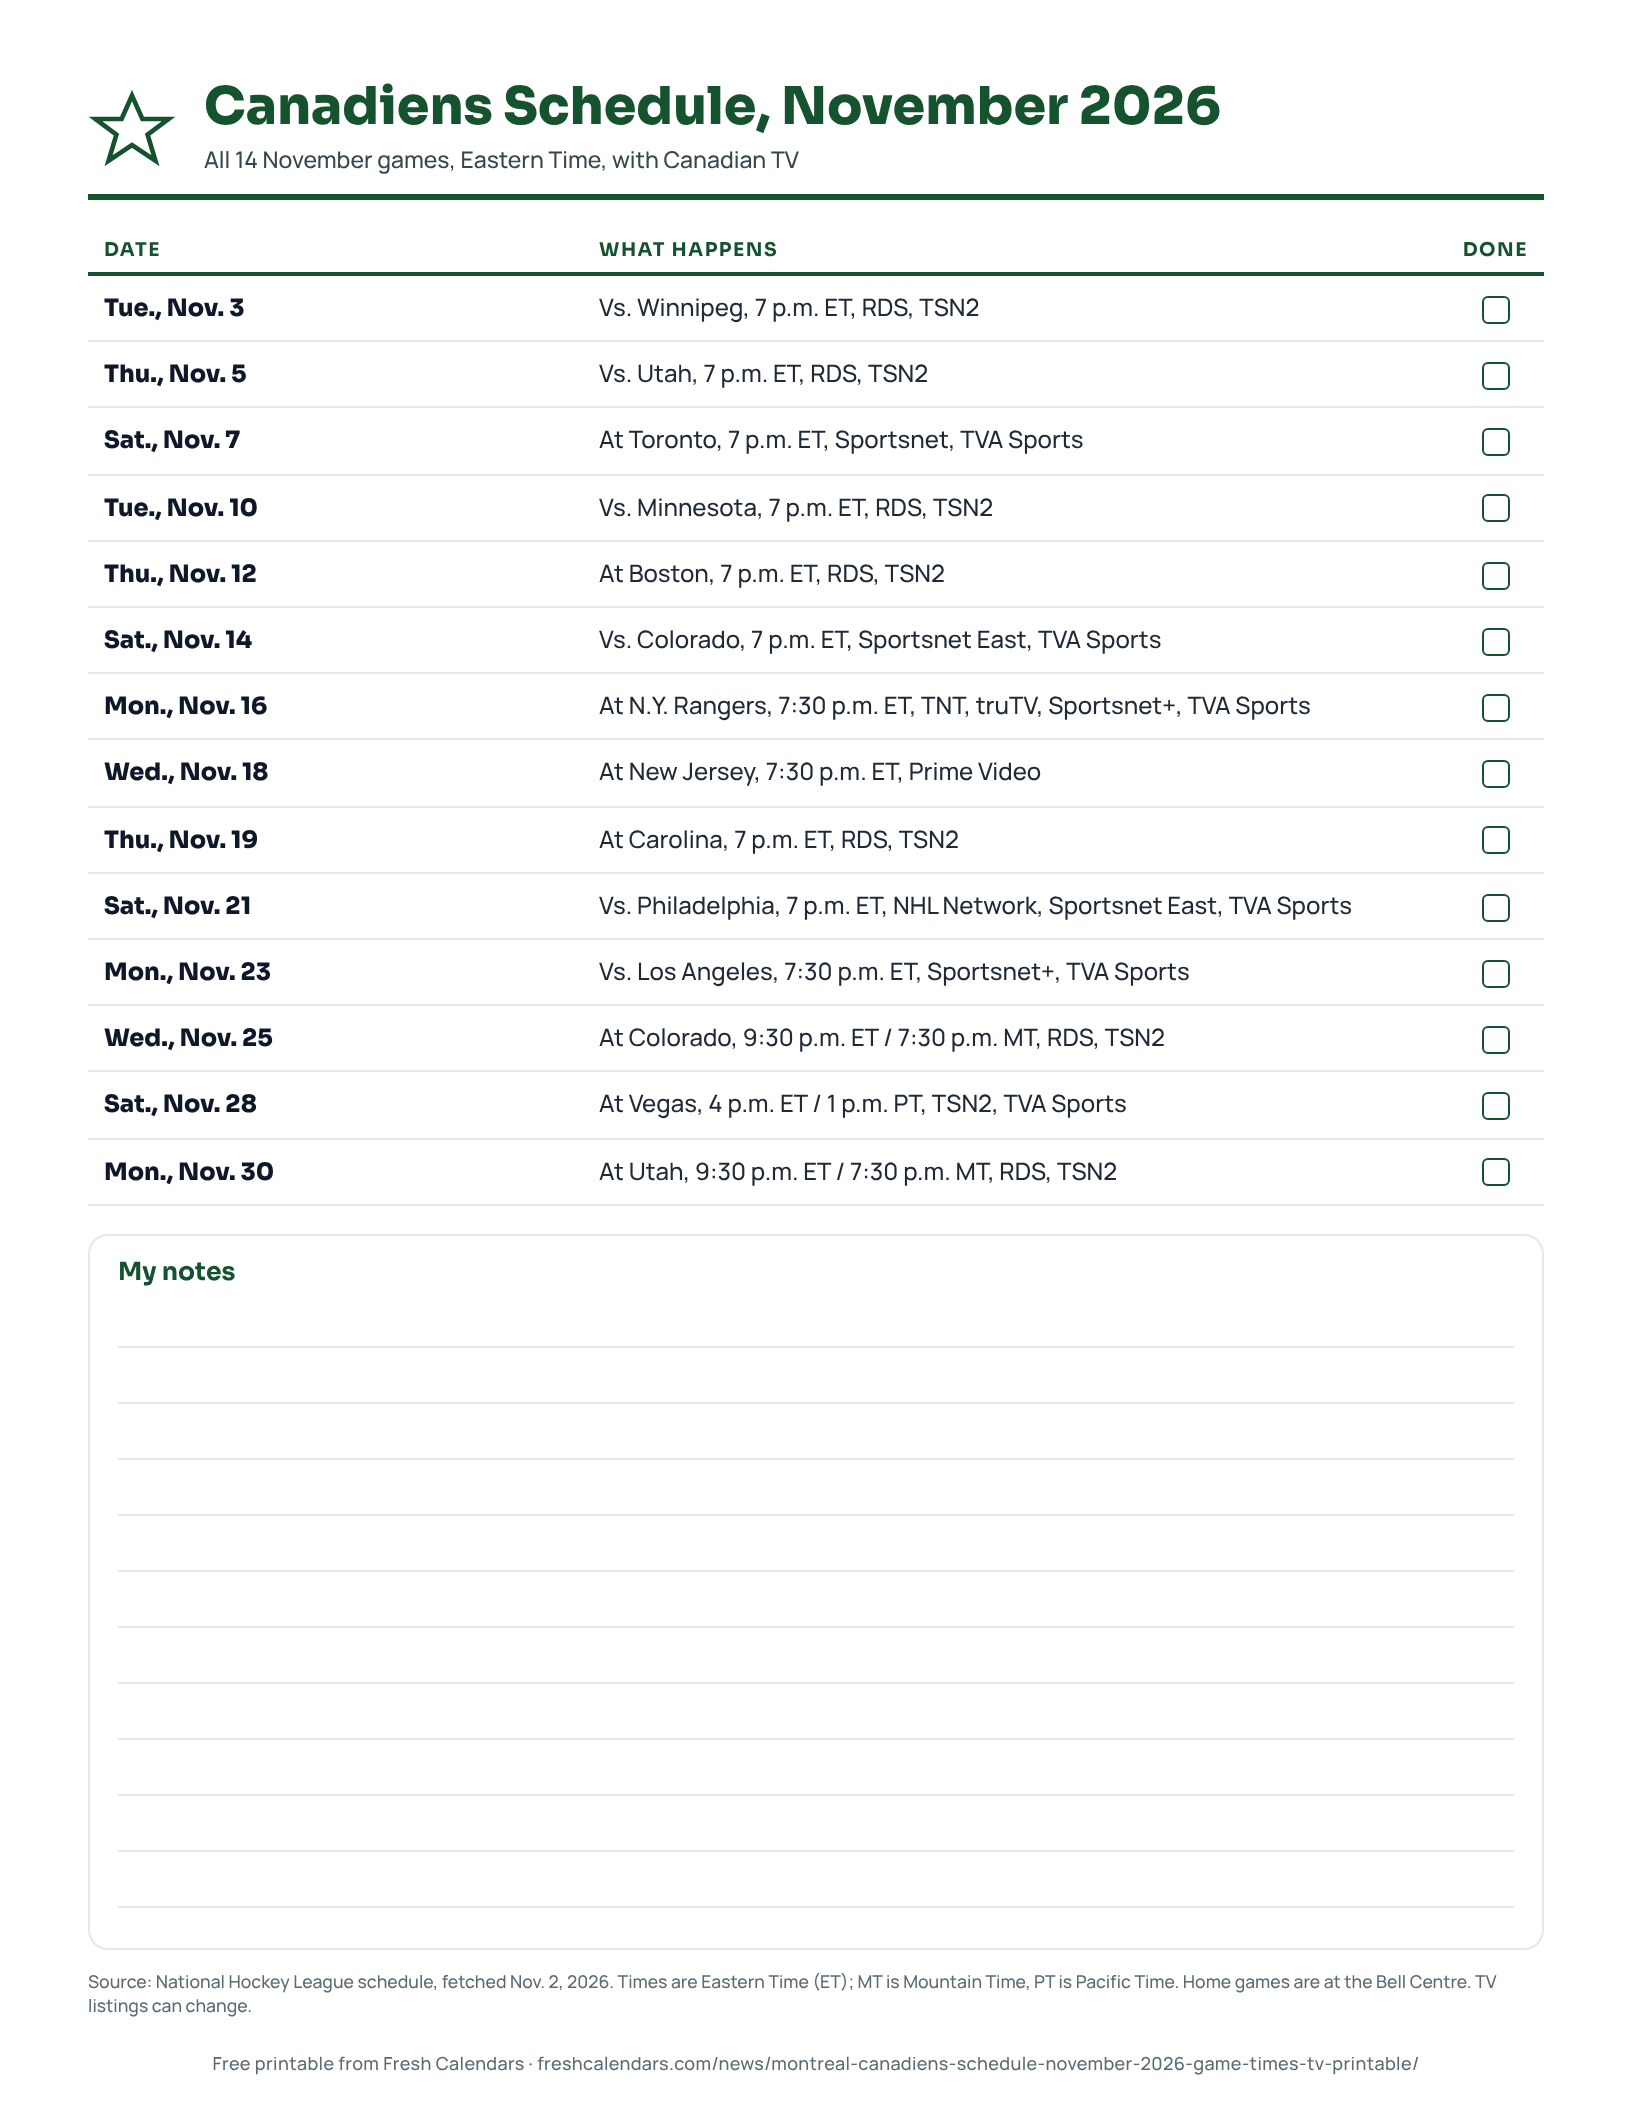 Canadiens Schedule, November 2026
All 14 November games, Eastern Time, with Canadian TV
DATE WHAT HAPPENS DONE
Tue., Nov. 3 Vs. Winnipeg, 7 p.m. ET, RDS, TSN2
Thu., Nov. 5 Vs. Utah, 7 p.m. ET, RDS, TSN2
Sat., Nov. 7 At Toronto, 7 p.m. ET, Sportsnet, TVA Sports
Tue., Nov. 10 Vs. Minnesota, 7 p.m. ET, RDS, TSN2
Thu., Nov. 12 At Boston, 7 p.m. ET, RDS, TSN2
Sat., Nov. 14 Vs. Colorado, 7 p.m. ET, Sportsnet East, TVA Sports
Mon., Nov. 16 At N.Y. Rangers, 7:30 p.m. ET, TNT, truTV, Sportsnet+, TVA Sports
Wed., Nov. 18 At New Jersey, 7:30 p.m. ET, Prime Video
Thu., Nov. 19 At Carolina, 7 p.m. ET, RDS, TSN2
Sat., Nov. 21 Vs. Philadelphia, 7 p.m. ET, NHL Network, Sportsnet East, TVA Sports
Mon., Nov. 23 Vs. Los Angeles, 7:30 p.m. ET, Sportsnet+, TVA Sports
Wed., Nov. 25 At Colorado, 9:30 p.m. ET / 7:30 p.m. MT, RDS, TSN2
Sat., Nov. 28 At Vegas, 4 p.m. ET / 1 p.m. PT, TSN2, TVA Sports
Mon., Nov. 30 At Utah, 9:30 p.m. ET / 7:30 p.m. MT, RDS, TSN2
My notes
Source: National Hockey League schedule, fetched Nov. 2, 2026. Times are Eastern Time (ET); MT is Mountain Time, PT is Pacific Time. Home games are at the Bell Centre. TV
listings can change.
Free printable from Fresh Calendars · freshcalendars.com/news/montreal-canadiens-schedule-november-2026-game-times-tv-printable/